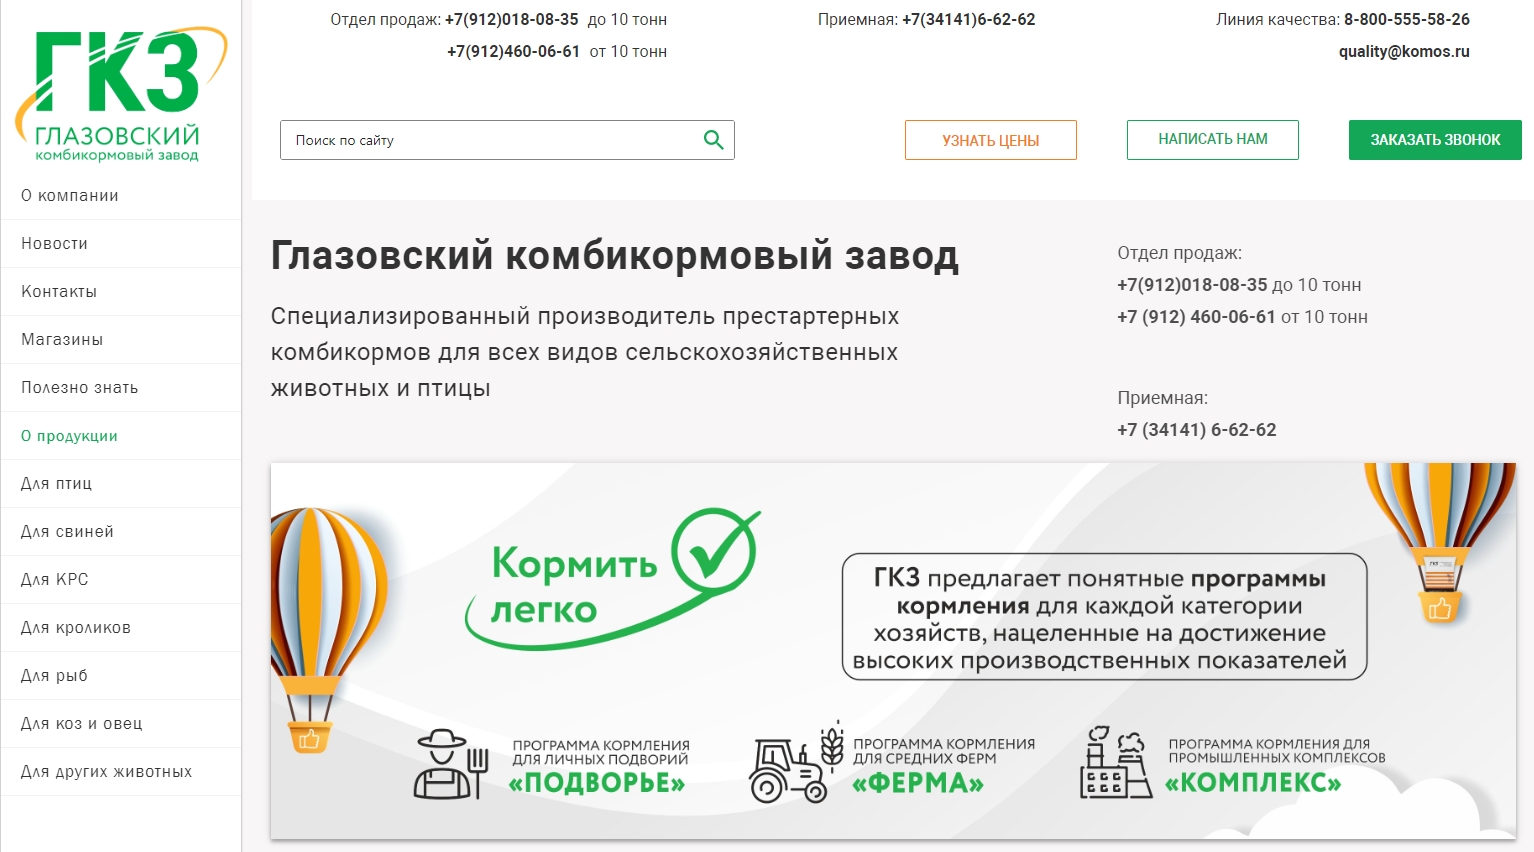 ГКЗ
ГЛАЗОВСКИЙ
комбикормовый завод
О компании
Новости
Контакты
Магазины
Полезно знать
О продукции
Для птиц
Для свиней
Для КРС
Для кроликов
Для рыб
Для коз и овец
Для других животных
Отдел продаж: +7(912)018-08-35 до 10 тонн
+7(912)460-06-61 от 10 тонн
Приемная: +7(34141)6-62-62
Линия качества: 8-800-555-58-26
quality@komos.ru
Поиск по сайту
УЗНАТЬ ЦЕНЫ
НАПИСАТЬ НАМ
ЗАКАЗАТЬ ЗВОНОК
Глазовский комбикормовый завод
Специализированный производитель престартерных
комбикормов для всех видов сельскохозяйственных
животных и птицы
Отдел продаж:
+7(912)018-08-35 до 10 тонн
+7 (912) 460-06-61 от 10 тонн
Приемная:
+7 (34141) 6-62-62
Кормить
легко
ГКЗ предлагает понятные программы
кормления для каждой категории
хозяйств, нацеленные на достижение
высоких производственных показателей
ГКЗ
ПРОГРАММА КОРМЛЕНИЯ
ДЛЯ ЛИЧНЫХ ПОДВОРИЙ
«ПОДВОРЬЕ»
ПРОГРАММА КОРМЛЕНИЯ
ДЛЯ СРЕДНИХ ФЕРМ
«ФЕРМА»
ПРОГРАММА КОРМЛЕНИЯ ДЛЯ
ПРОМЫШЛЕННЫХ КОМПЛЕКСОВ
«КОМПЛЕКС»